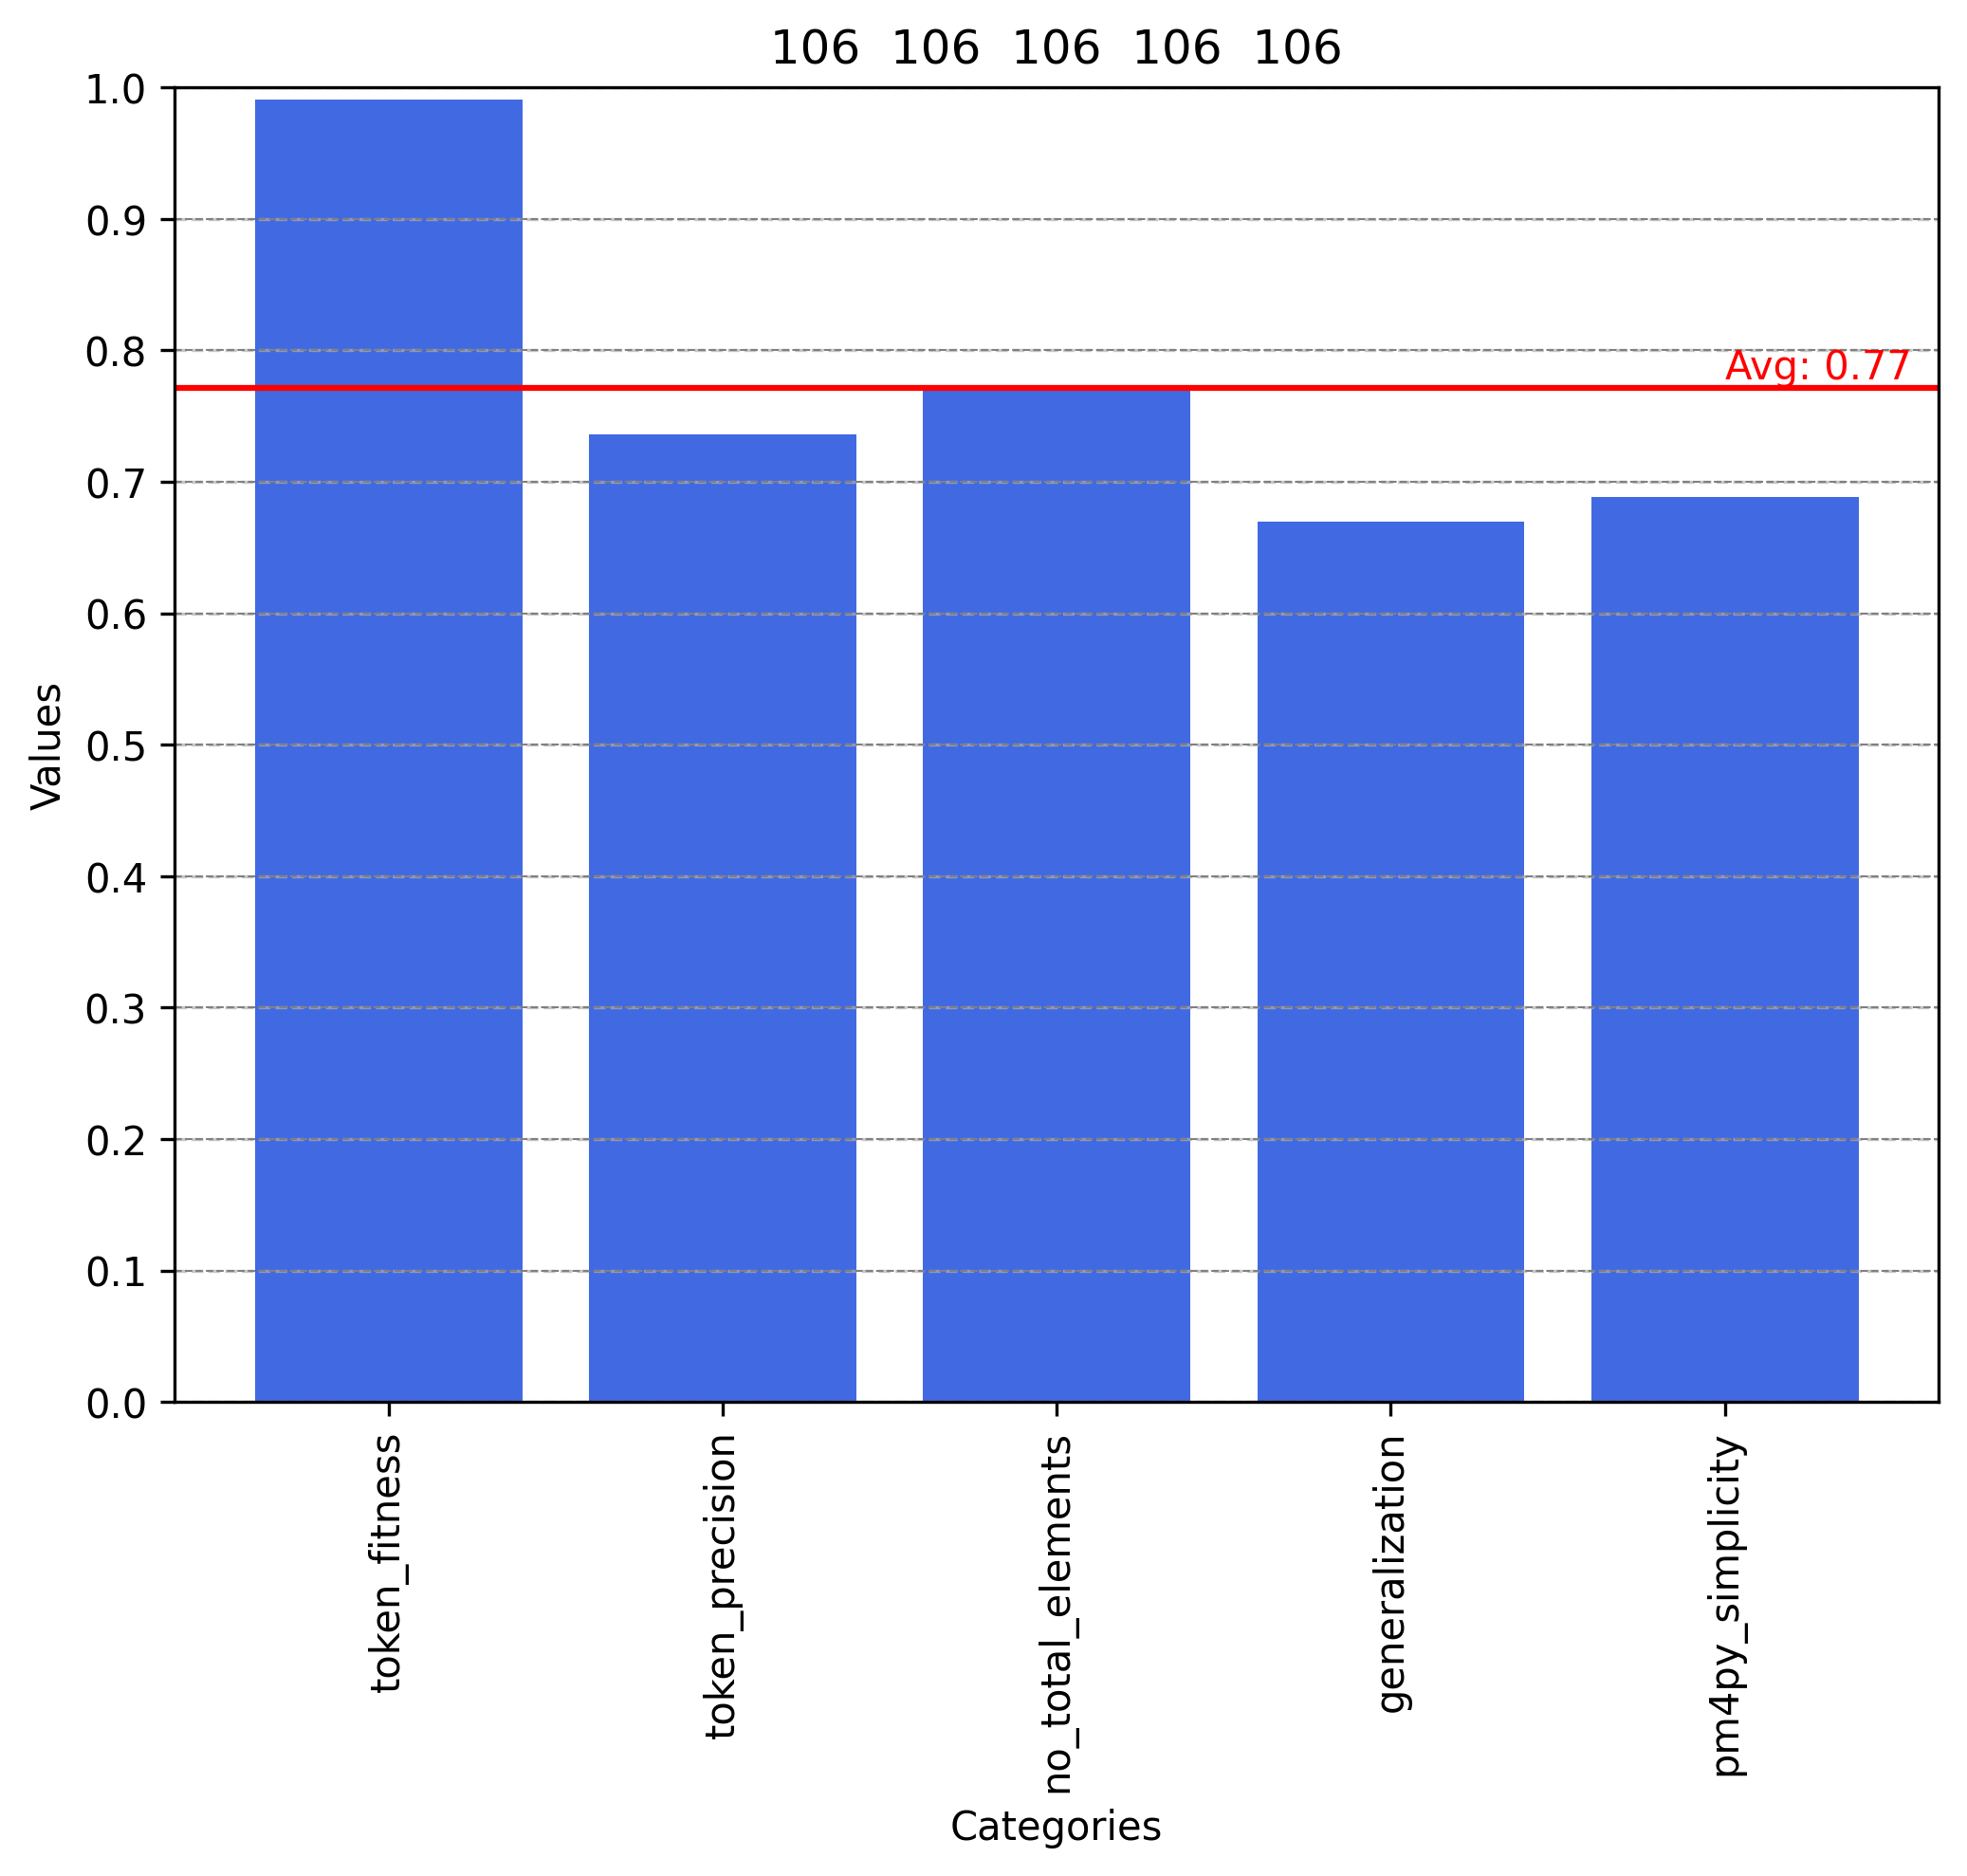 106  106  106  106  106
1.0
0.9
0.8
0.7
0.6
0.5
0.4
0.3
0.2
0.1
0.0
Values
Avg: 0.77
token_fitness
token_precision
no_total_elements
generalization
pm4py_simplicity
Categories